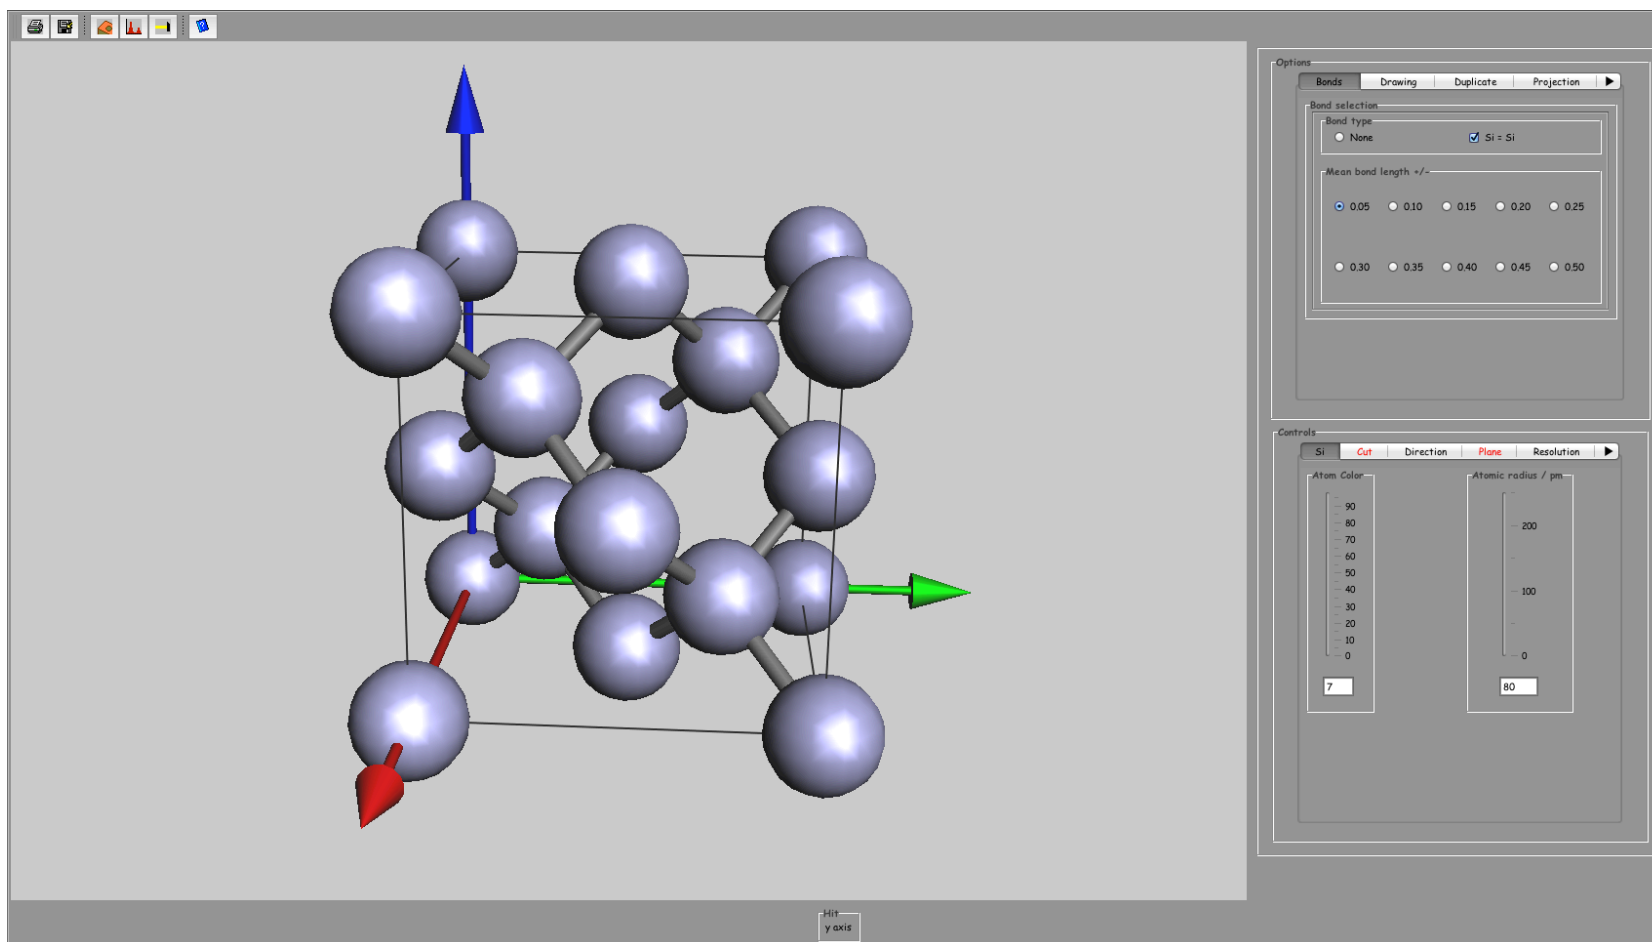 Options
Bonds Drawing Duplicate Projection
Bond selection
Bond type
None Si = Si
Mean bond length +/-
0.05 0.10 0.15 0.20 0.25
0.30 0.35 0.40 0.45 0.50
Controls
Si Cut Direction Plane Resolution
Atom Color Atomic radius / pm
90
80
70
60
50
40
30
20
10
0
7
200
100
0
80
Hit
y axis